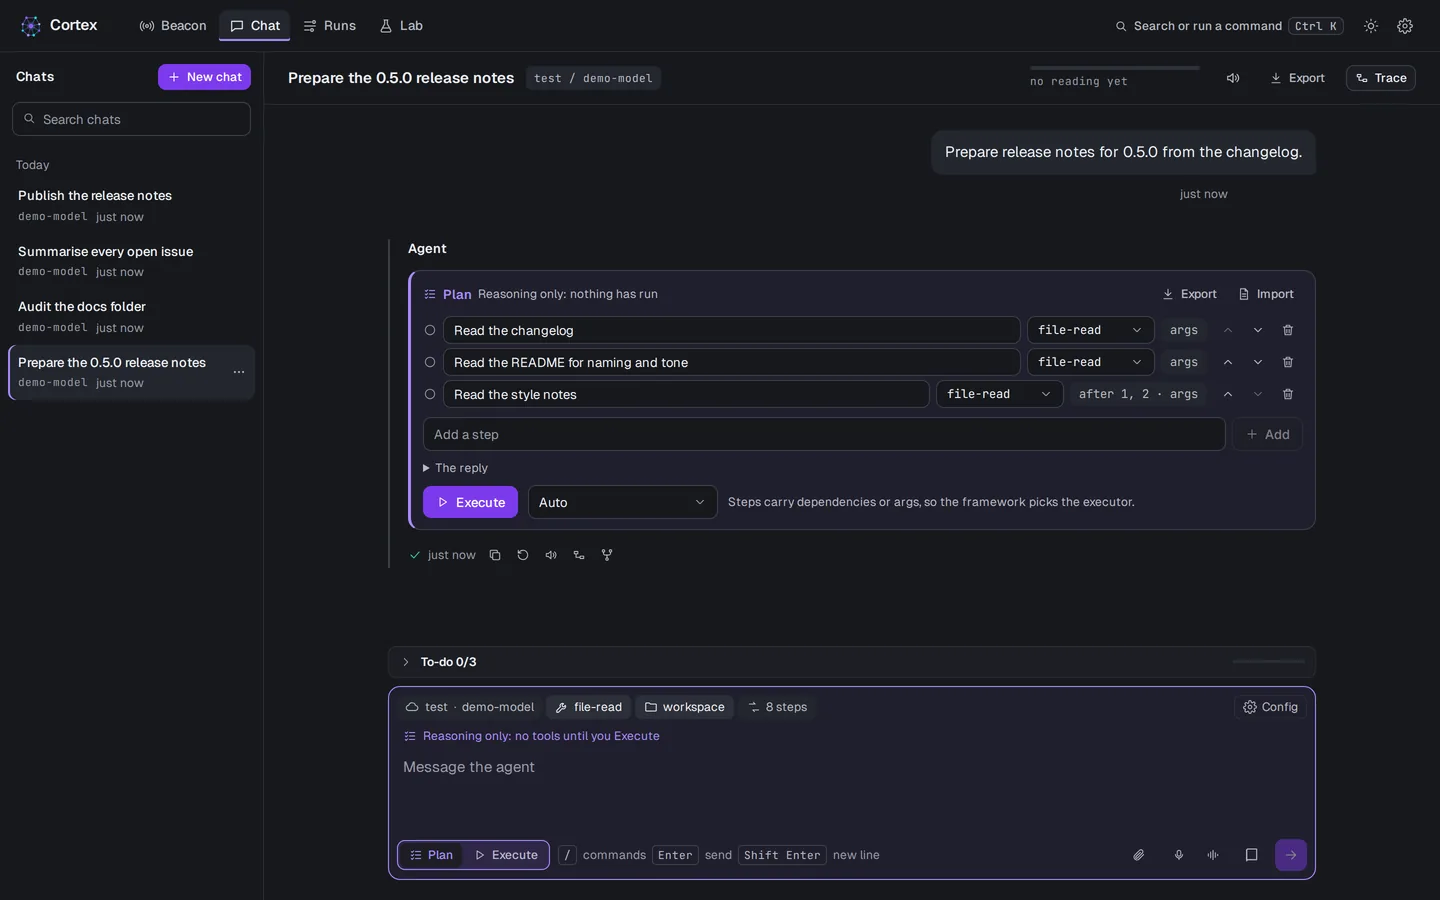 Cortex
Beacon
Chat
Runs
Lab
Search or run a command Ctrl K
Chats
New chat
Search chats
Today
Publish the release notes
demo-model just now
Summarise every open issue
demo-model just now
Audit the docs folder
demo-model just now
Prepare the 0.5.0 release notes
demo-model just now
Prepare the 0.5.0 release notes
test / demo-model
no reading yet
Export
Trace
Prepare release notes for 0.5.0 from the changelog.
just now
Agent
Plan Reasoning only: nothing has run
Export
Import
Read the changelog file-read args
Read the README for naming and tone file-read args
Read the style notes file-read after 1, 2 · args
Add a step
Add
The reply
Execute
Auto
Steps carry dependencies or args, so the framework picks the executor.
just now
To-do 0/3
test · demo-model
file-read
workspace
8 steps
Config
Reasoning only: no tools until you Execute
Message the agent
Plan
Execute
/ commands Enter send Shift Enter new line